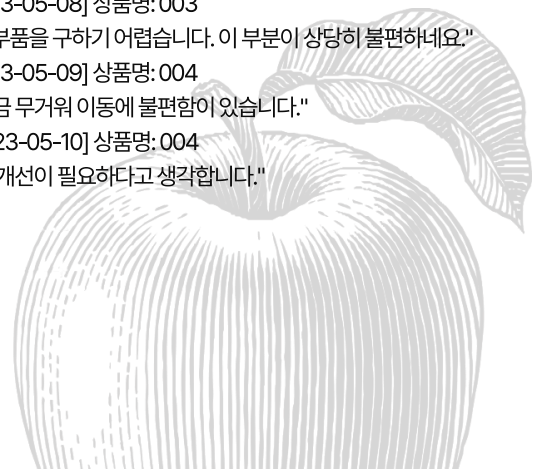 3-05-08] 상품명: 003
부품을 구하기 어렵습니다. 이 부분이 상당히 불편하네요."
3-05-09] 상품명: 004
금 무거워 이동에 불편함이 있습니다."
23-05-10] 상품명: 004
개선이 필요하다고 생각합니다."